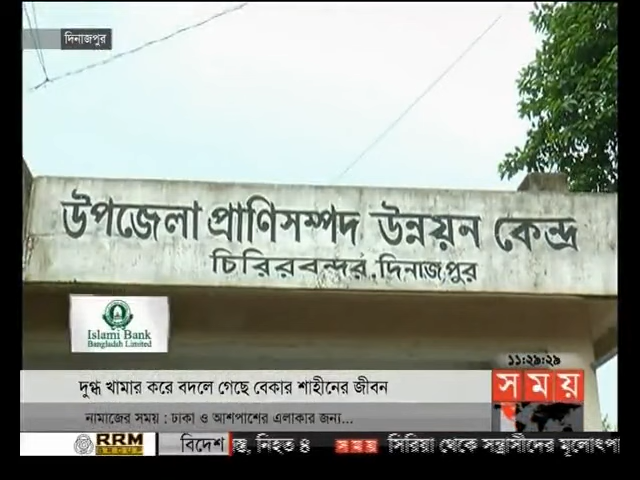 দিনাজপুর
উপজেলা প্রাণিসম্পদ উন্নয়ন কেন্দ্র
চিরিরবন্দর, দিনাজপুর
Islami Bank
Bangladesh Limited
১১:২৯:২৯
দুগ্ধ খামার করে বদলে গেছে বেকার শাহীনের জীবন
সময়
নামাজের সময় : ঢাকা ও আশপাশের এলাকার জন্য...
RRM
GROUP
বিদেশ
স্ত, নিহত ৪ সময় সিরিয়া থেকে সন্ত্রাসীদের মূলোৎপা